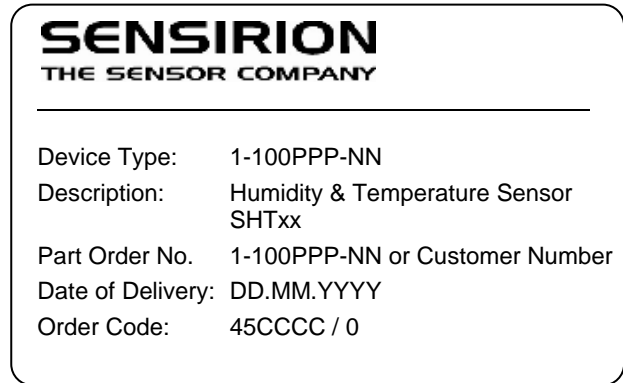 SENSIRION
THE SENSOR COMPANY
Device Type: 1-100PPP-NN
Description: Humidity & Temperature Sensor
SHTxx
Part Order No. 1-100PPP-NN or Customer Number
Date of Delivery: DD.MM.YYYY
Order Code: 45CCCC / 0